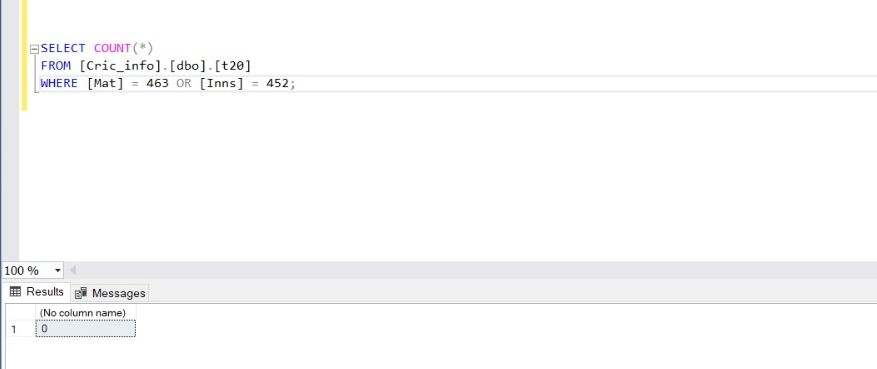 SELECT COUNT(*)
FROM [Cric_info].[dbo].[t20]
WHERE [Mat] = 463 OR [Inns] = 452;
100 %
Results Messages
(No column name)
1 0